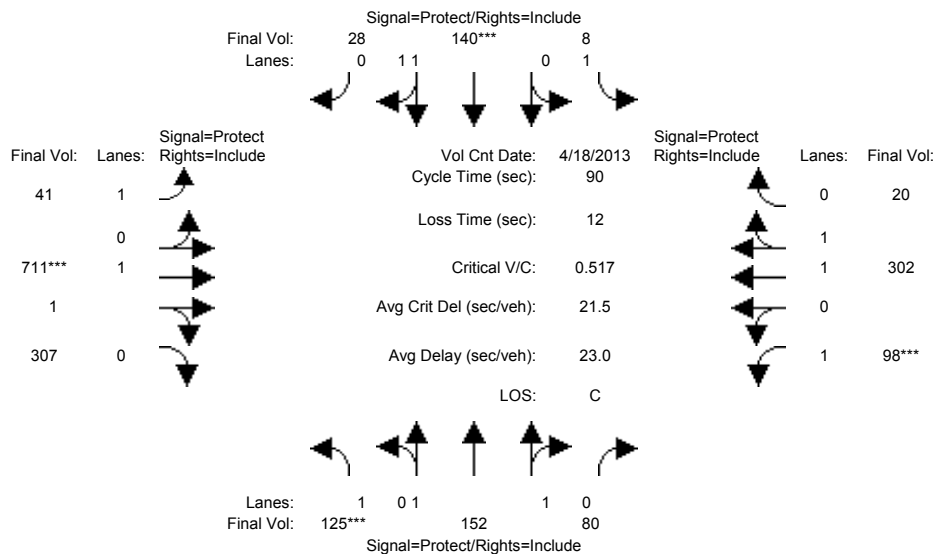 Signal=Protect/Rights=Include
Final Vol: 28 140*** 8
Lanes: 0 1 1 0 1
Signal=Protect Signal=Protect
Final Vol: Lanes: Rights=Include Vol Cnt Date: 4/18/2013 Rights=Include Lanes: Final Vol:
Cycle Time (sec): 90
41 1 0 20
Loss Time (sec): 12
0 1
711*** 1 Critical V/C: 0.517 1 302
1 Avg Crit Del (sec/veh): 21.5 0
307 0 Avg Delay (sec/veh): 23.0 1 98***
LOS: C
Lanes: 1 0 1 1 0
Final Vol: 125*** 152 80
Signal=Protect/Rights=Include